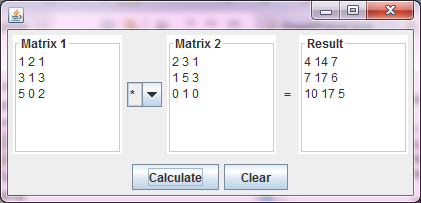 Matrix 1
1 2 1
3 1 3
5 0 2
*
Matrix 2
2 3 1
1 5 3
0 1 0
=
Result
4 14 7
7 17 6
10 17 5
Calculate
Clear